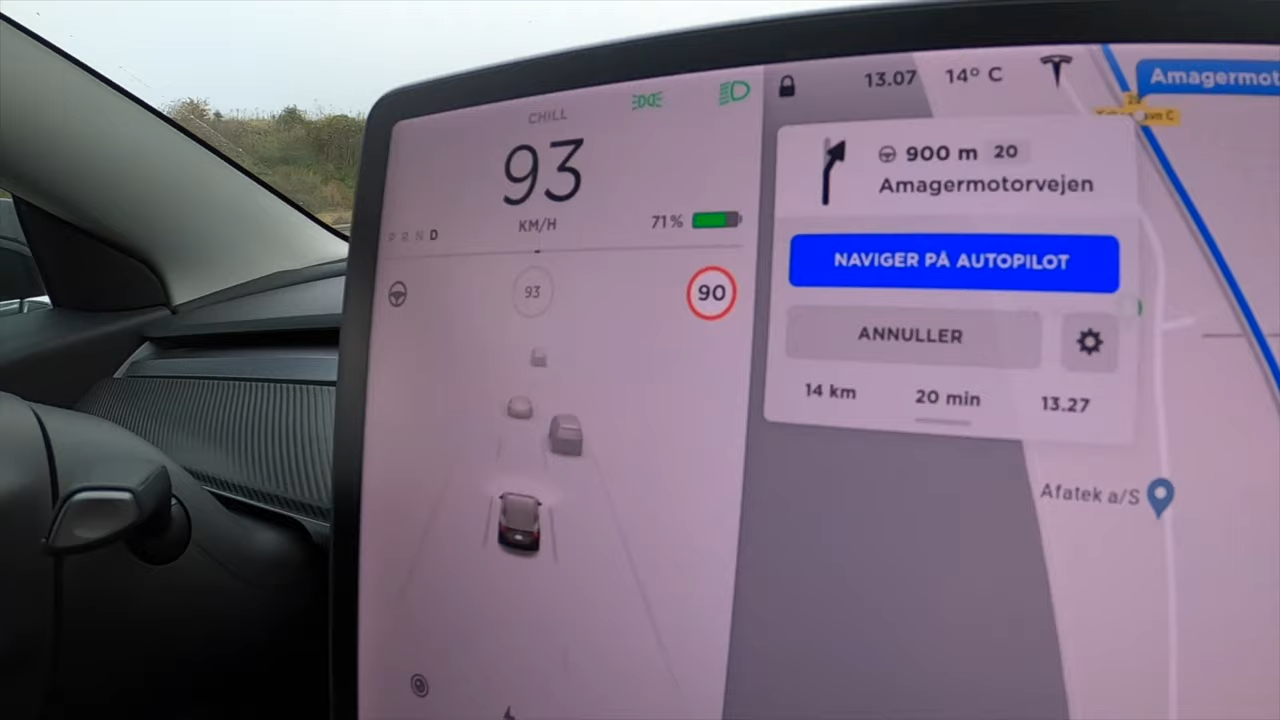 CHILL
93
KM/H
P R N D
71%
93
90
13.07 14° C
900 m 20
Amagermotorvejen
NAVIGER PÅ AUTOPILOT
ANNULLER
14 km 20 min 13.27
Amagermot
Afatek a/S